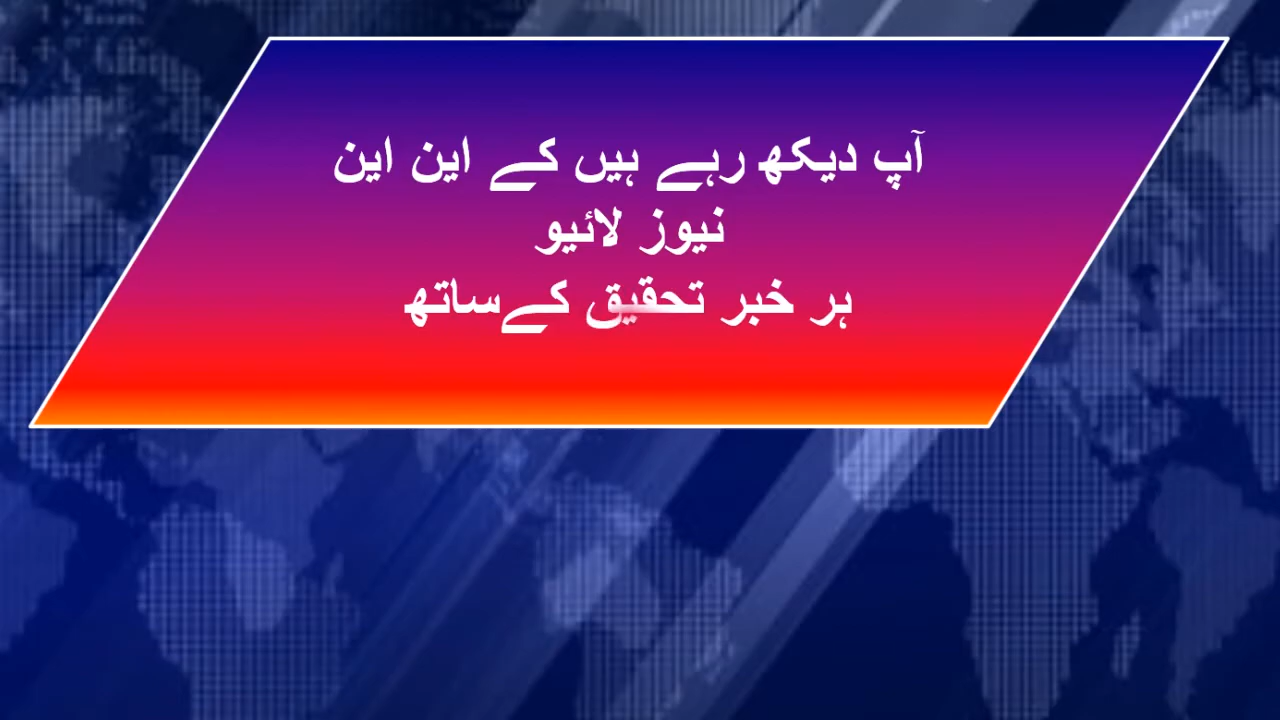 آپ دیکھ رہے ہیں کے این این
نیوز لائیو
ہر خبر تحقیق کےساتھ